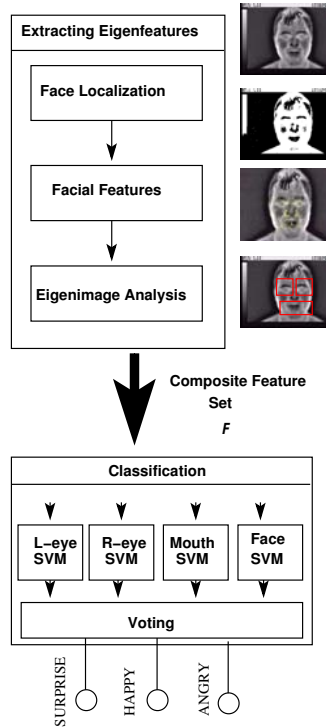 Extracting Eigenfeatures
Face Localization
Facial Features
Eigenimage Analysis
Composite Feature
Set
F
Classification
L-eye
SVM
R-eye
SVM
Mouth
SVM
Face
SVM
Voting
SURPRISE
HAPPY
ANGRY